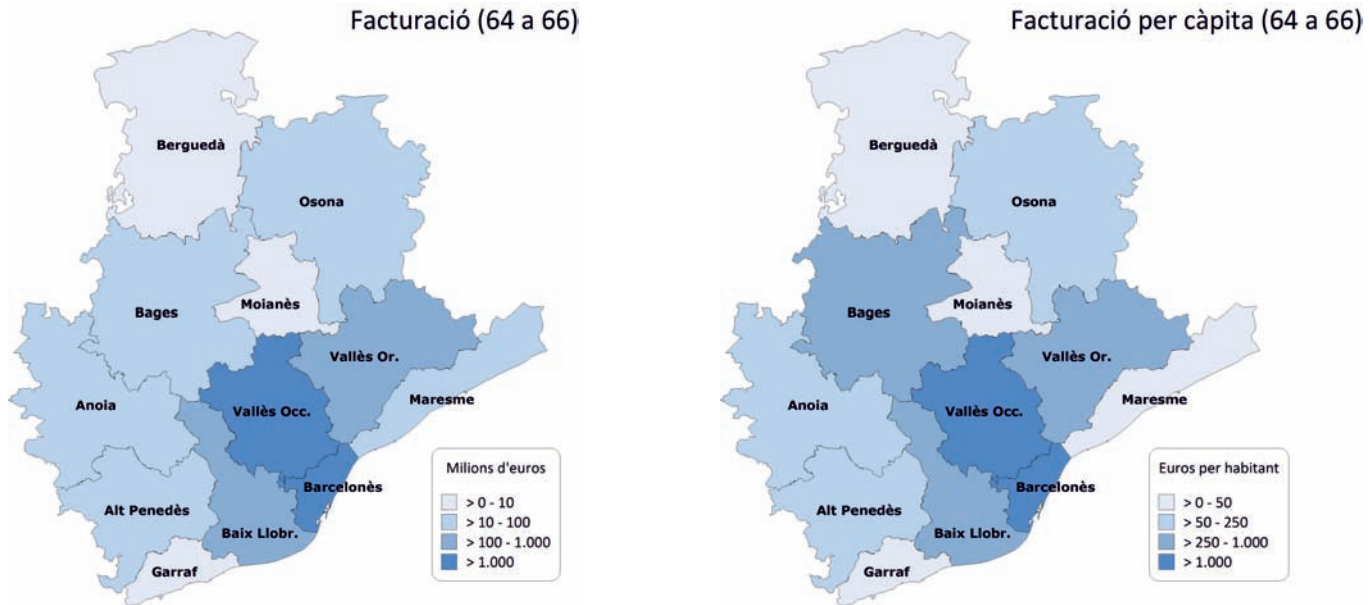 Facturació (64 a 66)
Berguedà
Osona
Bages
Moianès
Vallès Or.
Anoia
Vallès Occ.
Maresme
Alt Penedès
Barcelonès
Baix Llobr.
Garraf
Milions d'euros
> 0 - 10
> 10 - 100
> 100 - 1.000
> 1.000
Facturació per càpita (64 a 66)
Berguedà
Osona
Bages
Moianès
Vallès Or.
Anoia
Vallès Occ.
Maresme
Alt Penedès
Barcelonès
Baix Llobr.
Garraf
Euros per habitant
> 0 - 50
> 50 - 250
> 250 - 1.000
> 1.000